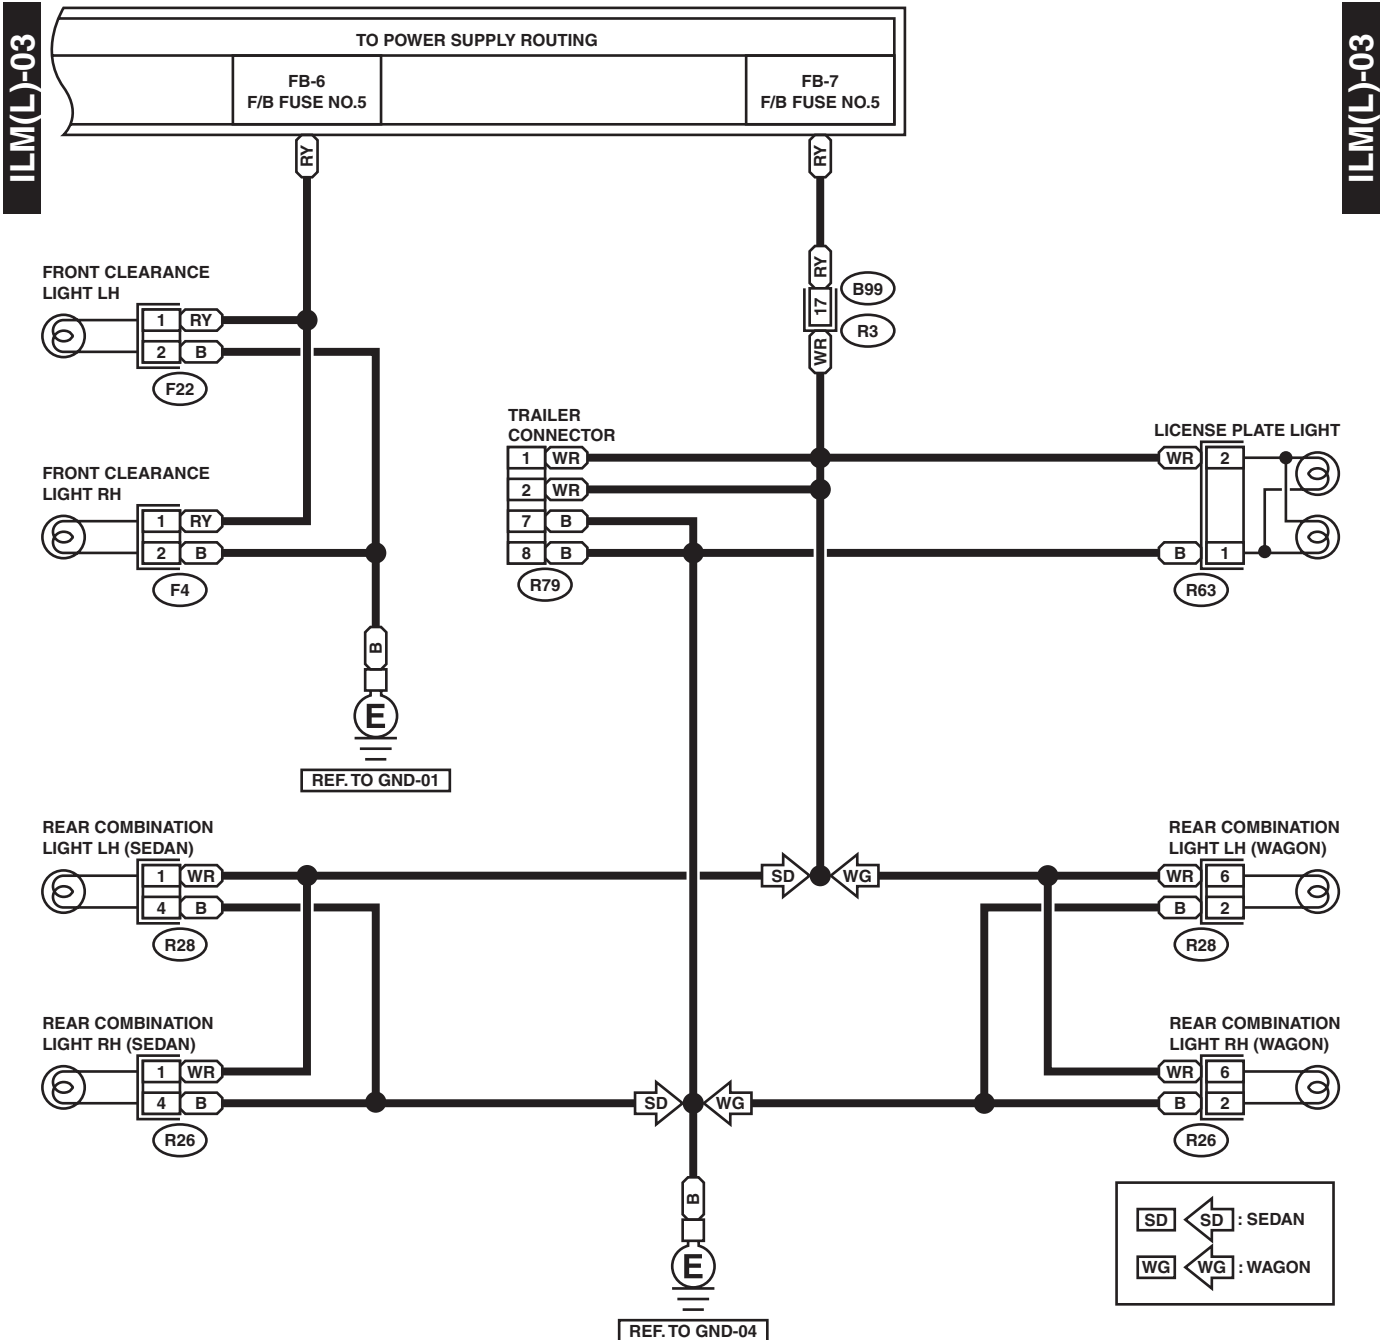 ILM(L)-03
ILM(L)-03
TO POWER SUPPLY ROUTING
FB-6
F/B FUSE NO.5
FB-7
F/B FUSE NO.5
RY
RY
RY
17
B99
R3
WR
FRONT CLEARANCE
LIGHT LH
1 RY
2 B
F22
FRONT CLEARANCE
LIGHT RH
1 RY
2 B
F4
B
E
REF. TO GND-01
TRAILER
CONNECTOR
1 WR
2 WR
7 B
8 B
R79
LICENSE PLATE LIGHT
WR 2
B 1
R63
REAR COMBINATION
LIGHT LH (SEDAN)
1 WR
4 B
R28
SD
WG
REAR COMBINATION
LIGHT LH (WAGON)
WR 6
B 2
R28
REAR COMBINATION
LIGHT RH (SEDAN)
1 WR
4 B
R26
SD
WG
REAR COMBINATION
LIGHT RH (WAGON)
WR 6
B 2
R26
B
E
REF. TO GND-04
SD SD : SEDAN
WG WG : WAGON